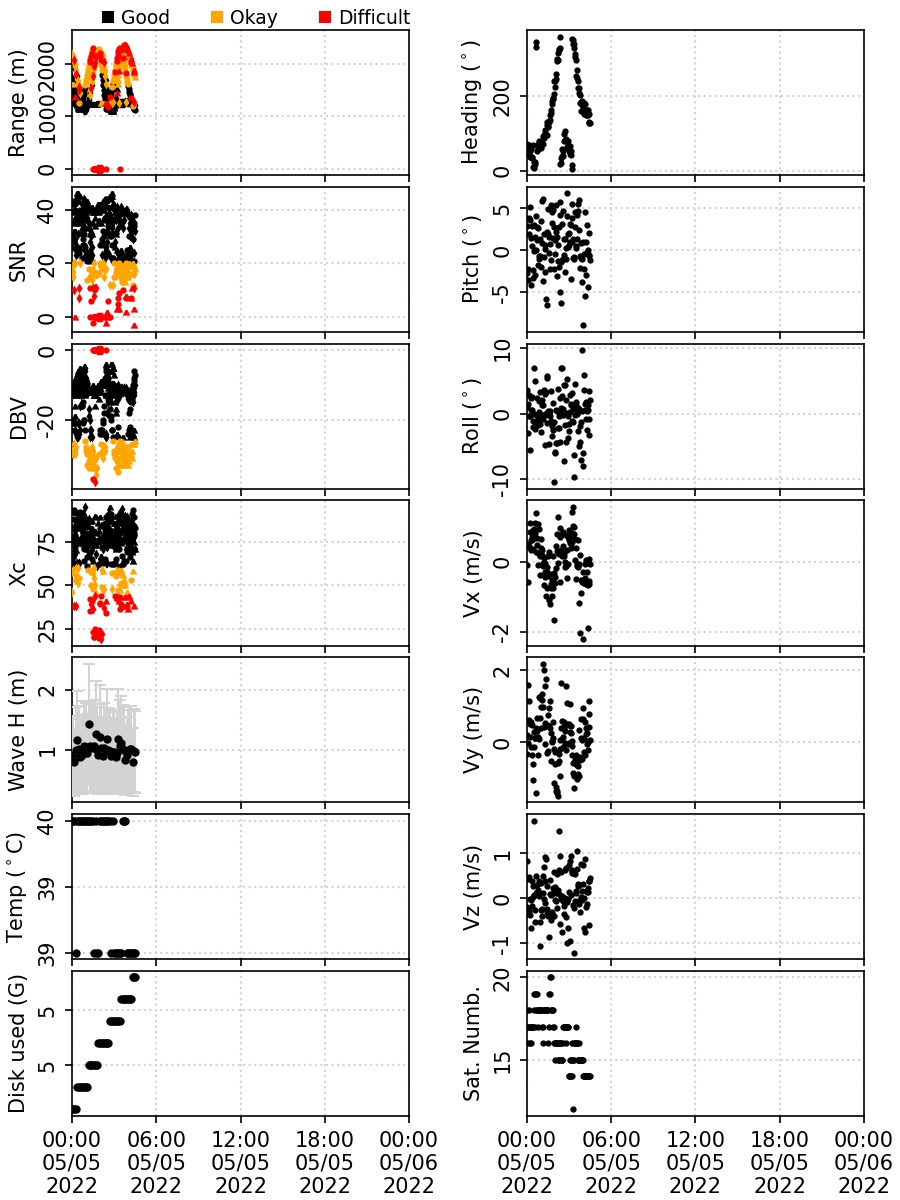 Good Okay Difficult
Range (m)
0 1000 2000
Heading (°)
0 200
SNR
0 20 40
Pitch (°)
-5 0 5
DBV
-20 0
Roll (°)
-10 0 10
Xc
25 50 75
Vx (m/s)
-2 0
Wave H (m)
1 2
Vy (m/s)
0 2
Temp (°C)
39 39 40
Vz (m/s)
-1 0 1
Disk used (G)
5 5
Sat. Numb.
15 20
00:00 06:00 12:00 18:00 00:00
05/05 05/05 05/05 05/05 05/06
2022 2022 2022 2022 2022
00:00 06:00 12:00 18:00 00:00
05/05 05/05 05/05 05/05 05/06
2022 2022 2022 2022 2022